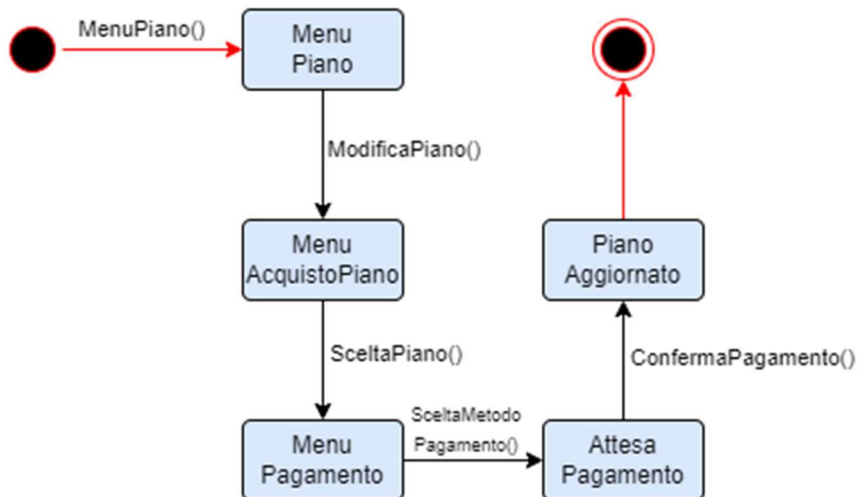 MenuPiano()
Menu
Piano
ModificaPiano()
Menu
AcquistoPiano
SceltaPiano()
Menu
Pagamento
SceltaMetodo
Pagamento()
Attesa
Pagamento
ConfermaPagamento()
Piano
Aggiornato